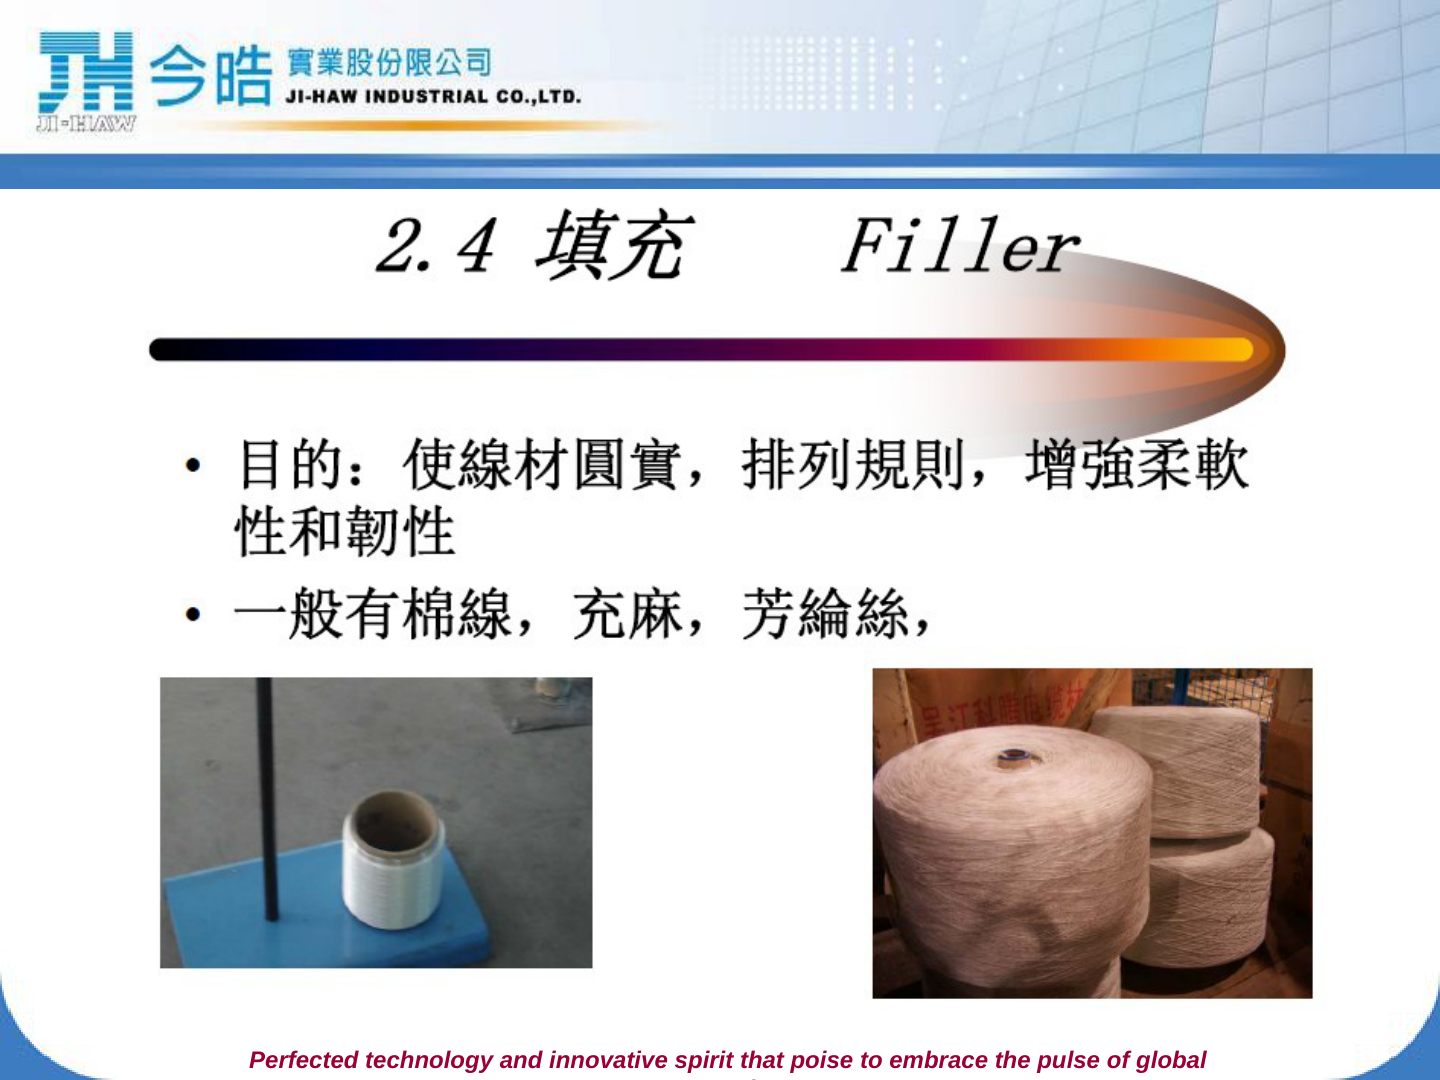 今皓 實業股份限公司
JI-HAW INDUSTRIAL CO.,LTD.
JI-HAW
2.4 填充 Filler
• 目的：使線材圓實，排列規則，增強柔軟
性和韌性
• 一般有棉線，充麻，芳綸絲，
Perfected technology and innovative spirit that poise to embrace the pulse of global